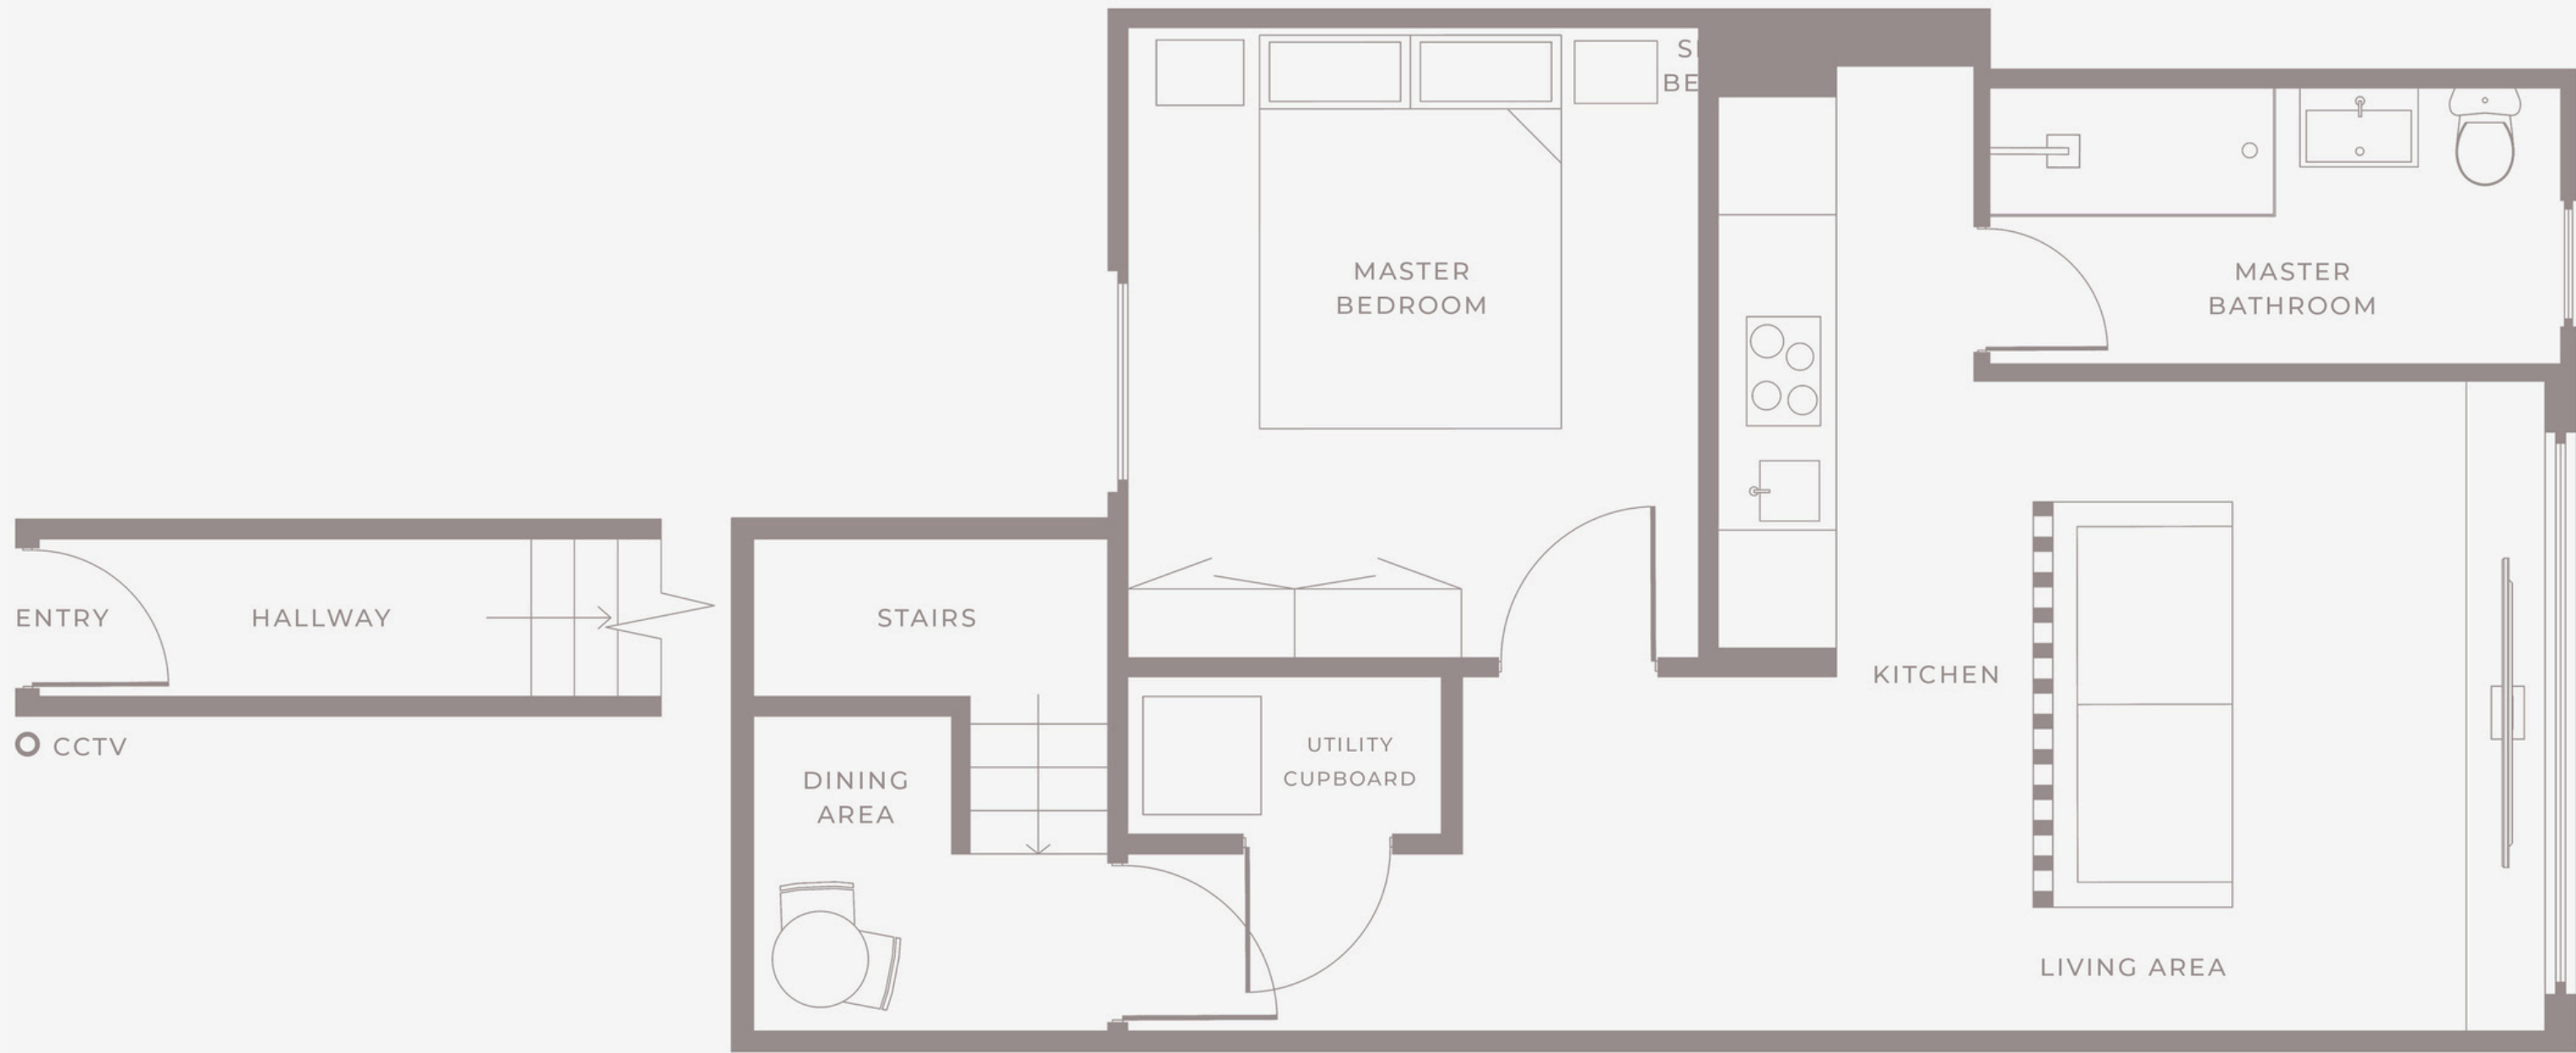 MASTER
BEDROOM
MASTER
BATHROOM
ENTRY
HALLWAY
STAIRS
KITCHEN
CCTV
UTILITY
CUPBOARD
DINING
AREA
LIVING AREA